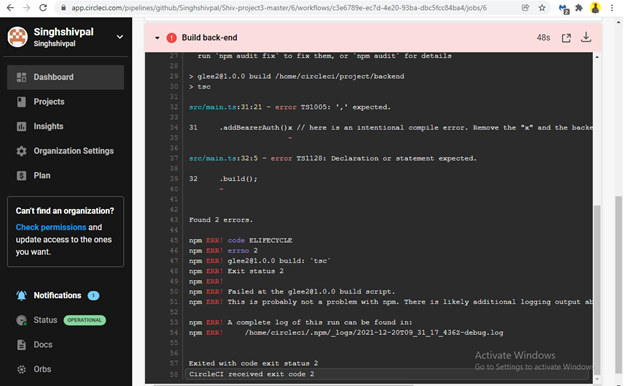 app.circleci.com/pipelines/github/Singhshivpal/Shiv-project3-master/6/workflows/c3e6789e-ec7d-4e20-93ba-dbc5fcc84ba4/jobs/6
Singhshivpal
Singhshivpal
Dashboard
Projects
Insights
Organization Settings
Plan
Can't find an organization?
Check permissions and
update access to the ones
you want.
Notifications 1
Status OPERATIONAL
Docs
Orbs
Build back-end 48s
27 run `npm audit fix` to fix them, or `npm audit` for details
28
29 > glee2@1.0.0 build /home/circleci/project/backend
30 > tsc
31
32 src/main.ts:31:21 - error TS1005: ',' expected.
33
34 31 .addBearerAuth()x // here is an intentional compile error. Remove the "x" and the backe
35 ~
36
37 src/main.ts:32:5 - error TS1128: Declaration or statement expected.
38
39 32 .build();
40 ~
41
42
43 Found 2 errors.
44
45 npm ERR! code ELIFECYCLE
46 npm ERR! errno 2
47 npm ERR! glee2@1.0.0 build: `tsc`
48 npm ERR! Exit status 2
49 npm ERR!
50 npm ERR! Failed at the glee2@1.0.0 build script.
51 npm ERR! This is probably not a problem with npm. There is likely additional logging output ab
52
53 npm ERR! A complete log of this run can be found in:
54 npm ERR! /home/circleci/.npm/_logs/2021-12-20T09_31_17_436Z-debug.log
55
56
57 Exited with code exit status 2
58 CircleCI received exit code 2
Activate Windows
Go to Settings to activate Windows